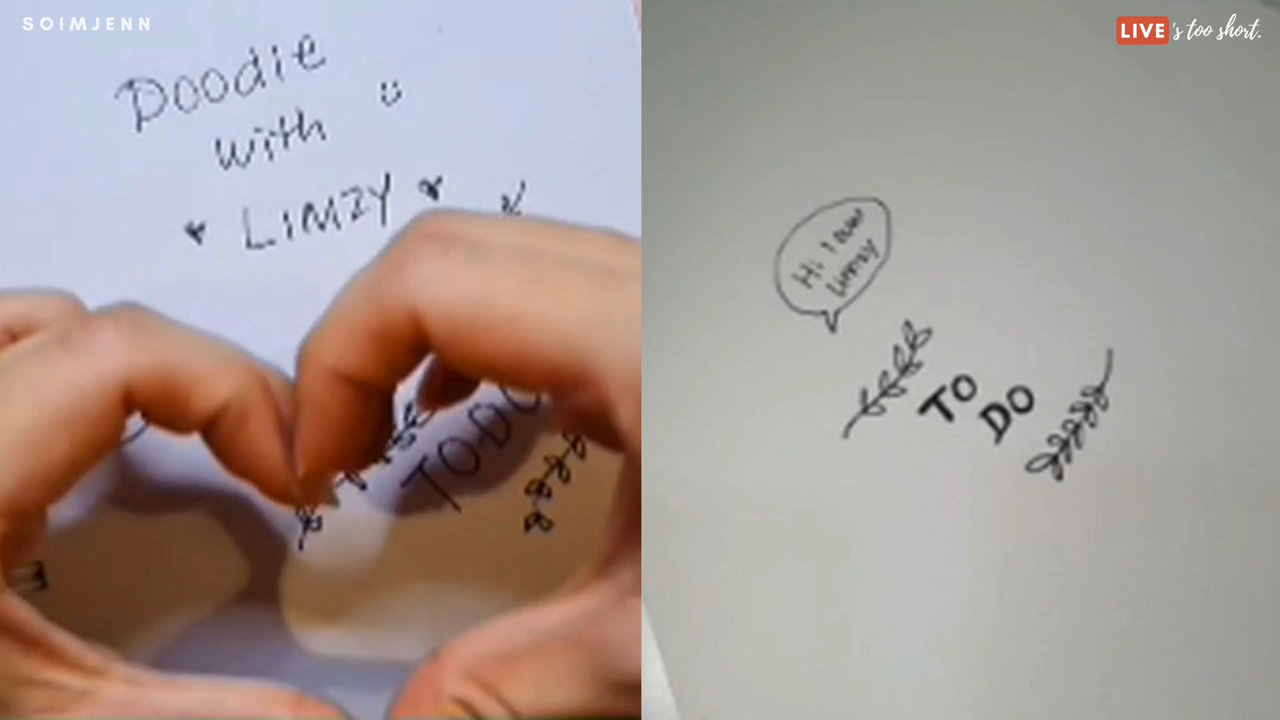 SOIMJENN
Doodle
with
LIMZY
TO-DO
LIVE's too short.
Hi I am
LIMZY
TO
DO